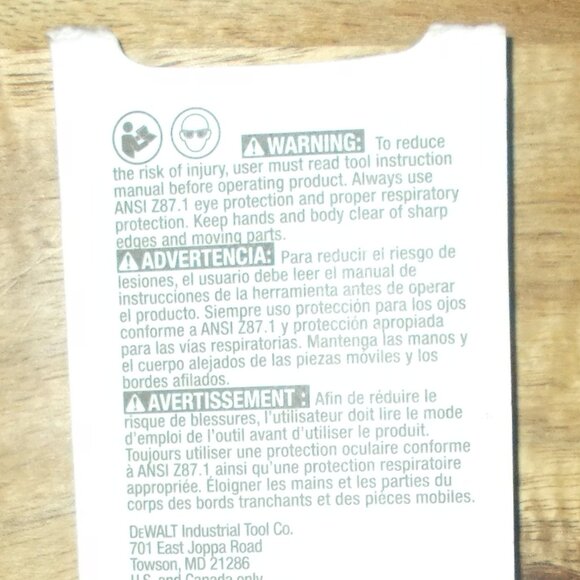 ⚠ WARNING: To reduce
the risk of injury, user must read tool instruction
manual before operating product. Always use
ANSI Z87.1 eye protection and proper respiratory
protection. Keep hands and body clear of sharp
edges and moving parts.
⚠ ADVERTENCIA: Para reducir el riesgo de
lesiones, el usuario debe leer el manual de
instrucciones de la herramienta antes de operar
el producto. Siempre uso protección para los ojos
conforme a ANSI Z87.1 y protección apropiada
para las vías respiratorias. Mantenga las manos y
el cuerpo alejados de las piezas móviles y los
bordes afilados.
⚠ AVERTISSEMENT : Afin de réduire le
risque de blessures, l'utilisateur doit lire le mode
d'emploi de l'outil avant d'utiliser le produit.
Toujours utiliser une protection oculaire conforme
à ANSI Z87.1 ainsi qu'une protection respiratoire
appropriée. Éloigner les mains et les parties du
corps des bords tranchants et des piéces mobiles.
DEWALT Industrial Tool Co.
701 East Joppa Road
Towson, MD 21286
U.S. and Canada only